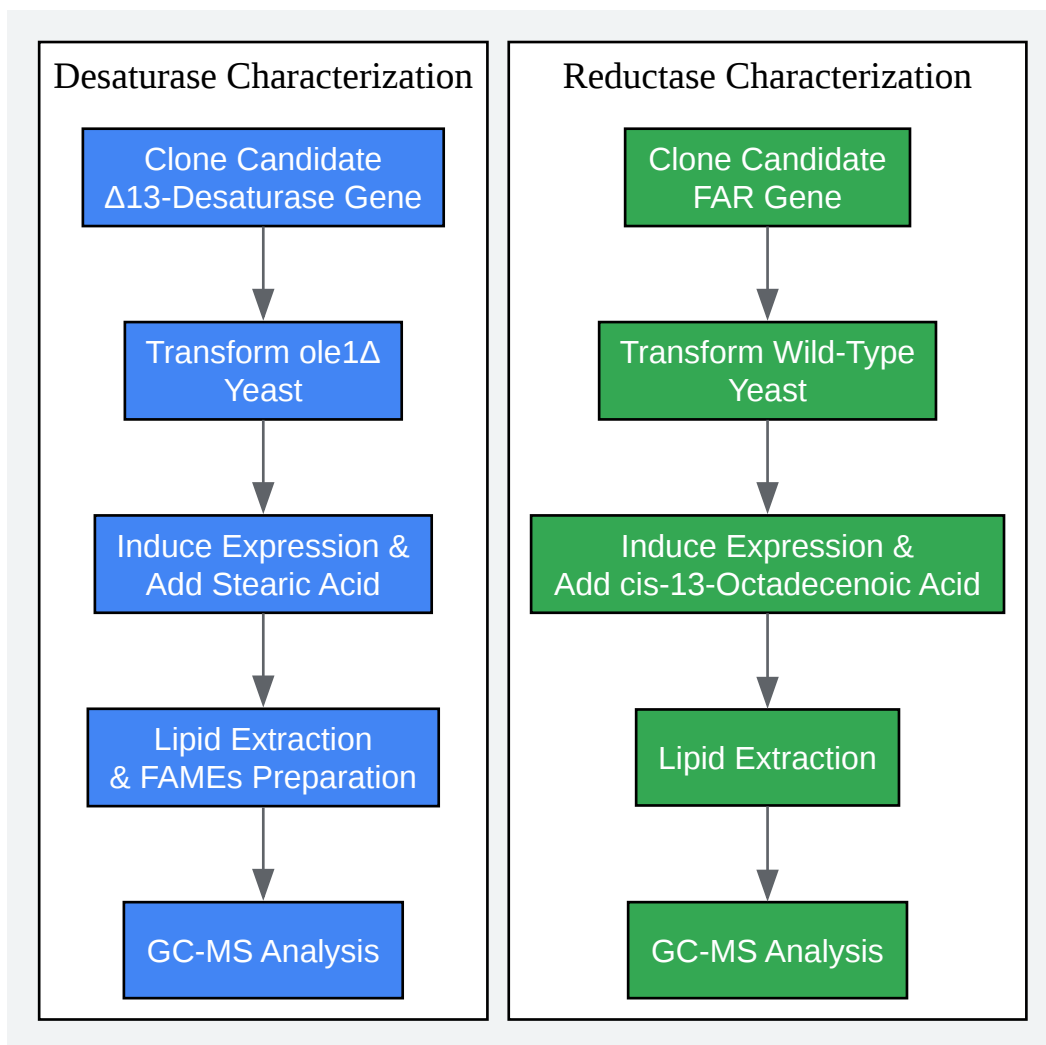 Desaturase Characterization
Clone Candidate
Δ13-Desaturase Gene
Transform ole1Δ
Yeast
Induce Expression &
Add Stearic Acid
Lipid Extraction
& FAMEs Preparation
GC-MS Analysis
Reductase Characterization
Clone Candidate
FAR Gene
Transform Wild-Type
Yeast
Induce Expression &
Add cis-13-Octadecenoic Acid
Lipid Extraction
GC-MS Analysis